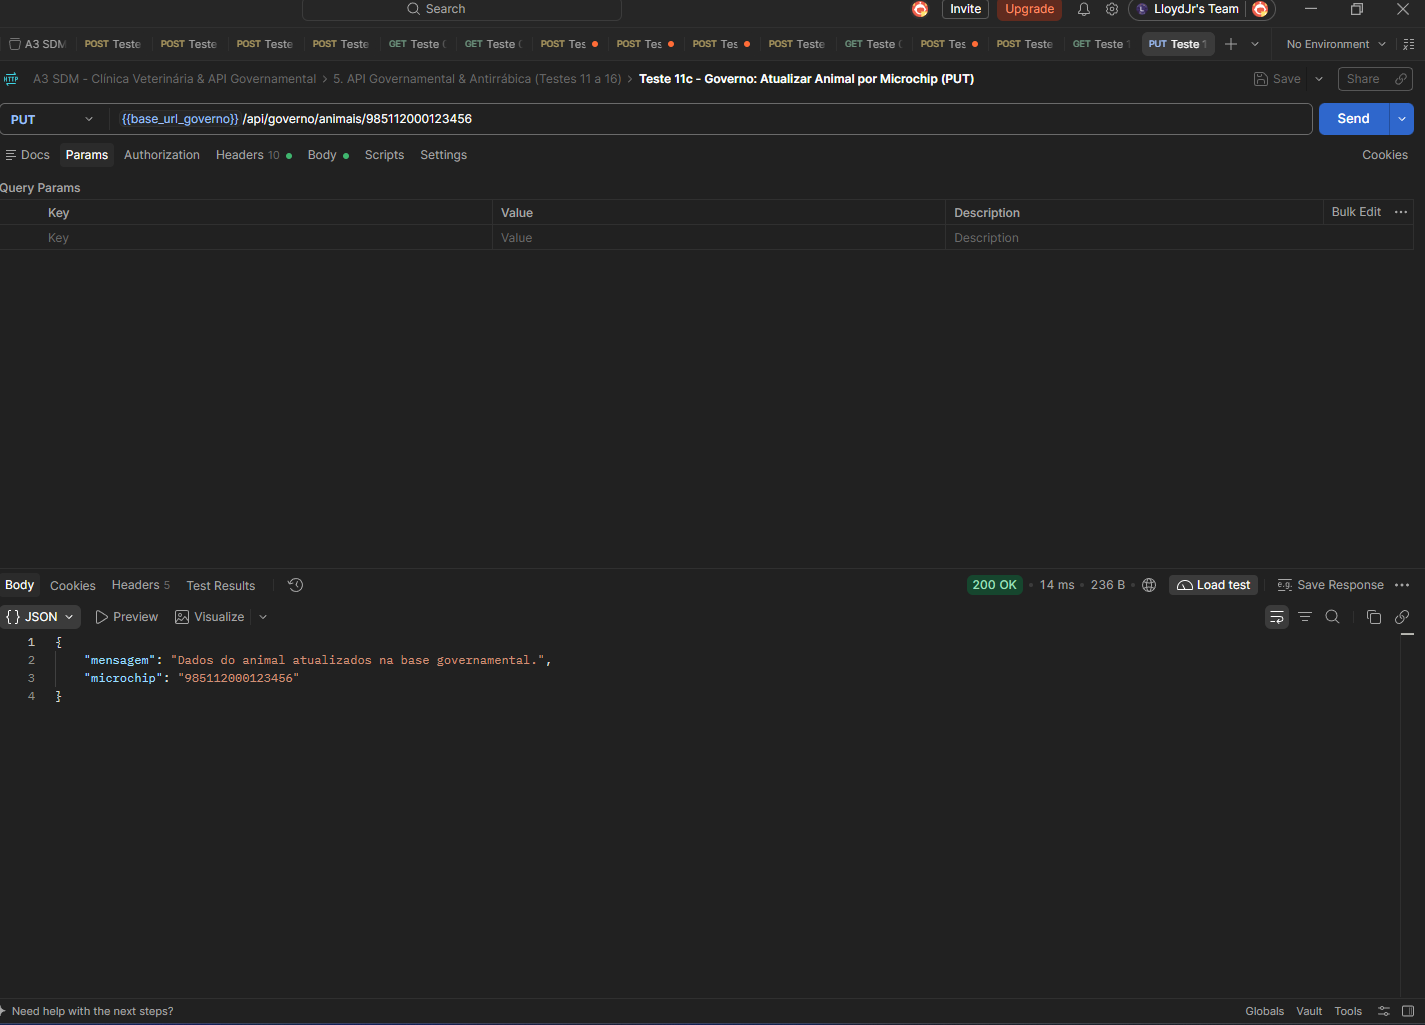 Search
Invite
Upgrade
LloydJr's Team
A3 SDM
POST Teste
POST Teste
POST Teste
POST Teste
GET Teste
GET Teste
POST Tes
POST Tes
POST Tes
POST Teste
GET Teste
POST Tes
POST Teste
GET Teste 1
PUT Teste 1
No Environment
HTTP
A3 SDM - Clínica Veterinária & API Governamental > 5. API Governamental & Antirrábica (Testes 11 a 16) > Teste 11c - Governo: Atualizar Animal por Microchip (PUT)
Save
Share
PUT
{{base_url_governo}} /api/governo/animais/985112000123456
Send
Docs
Params
Authorization
Headers 10
Body
Scripts
Settings
Cookies
Query Params
Key
Value
Description
Bulk Edit
Key
Value
Description
Body
Cookies
Headers 5
Test Results
200 OK
14 ms
236 B
Load test
e.g. Save Response
{} JSON
Preview
Visualize
1 {
2 "mensagem": "Dados do animal atualizados na base governamental.",
3 "microchip": "985112000123456"
4 }
Need help with the next steps?
Globals
Vault
Tools